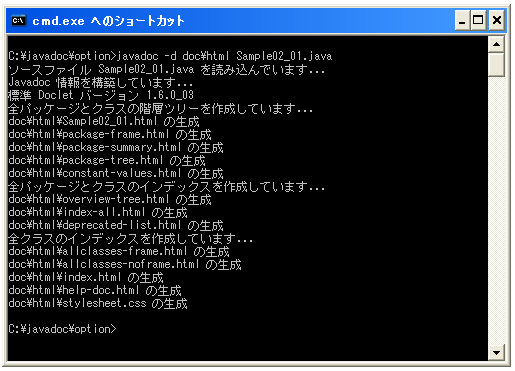 cmd.exe へのショートカット
C:¥javadoc¥option>javadoc -d doc¥html Sample02_01.java
ソースファイル Sample02_01.java を読み込んでいます...
Javadoc 情報を構築しています...
標準 Doclet バージョン 1.6.0_03
全パッケージとクラスの階層ツリーを作成しています...
doc¥html¥Sample02_01.html の生成
doc¥html¥package-frame.html の生成
doc¥html¥package-summary.html の生成
doc¥html¥package-tree.html の生成
doc¥html¥constant-values.html の生成
全パッケージとクラスのインデックスを作成しています...
doc¥html¥overview-tree.html の生成
doc¥html¥index-all.html の生成
doc¥html¥deprecated-list.html の生成
全クラスのインデックスを作成しています...
doc¥html¥allclasses-frame.html の生成
doc¥html¥allclasses-noframe.html の生成
doc¥html¥index.html の生成
doc¥html¥help-doc.html の生成
doc¥html¥stylesheet.css の生成
C:¥javadoc¥option>